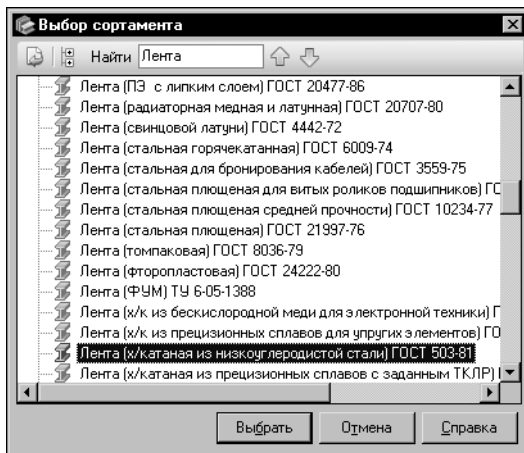 Выбор сортамента
Найти Лента
Лента (ПЭ с липким слоем) ГОСТ 20477-86
Лента (радиаторная медная и латунная) ГОСТ 20707-80
Лента (свинцовой латуни) ГОСТ 4442-72
Лента (стальная горячекатанная) ГОСТ 6009-74
Лента (стальная для бронирования кабелей) ГОСТ 3559-75
Лента (стальная плющеная для витых роликов подшипников) ГС
Лента (стальная плющеная средней прочности) ГОСТ 10234-77
Лента (стальная плющеная) ГОСТ 21997-76
Лента (томпаковая) ГОСТ 8036-79
Лента (фторопластовая) ГОСТ 24222-80
Лента (ФУМ) ТУ 6-05-1388
Лента (х/к из бескислородной меди для электронной техники) Г
Лента (х/к из прецизионных сплавов для упругих элементов) ГО
Лента (х/катаная из низкоуглеродистой стали) ГОСТ 503-81
Лента (х/катаная из прецизионных сплавов с заданным ТКЛР)
Выбрать Отмена Справка